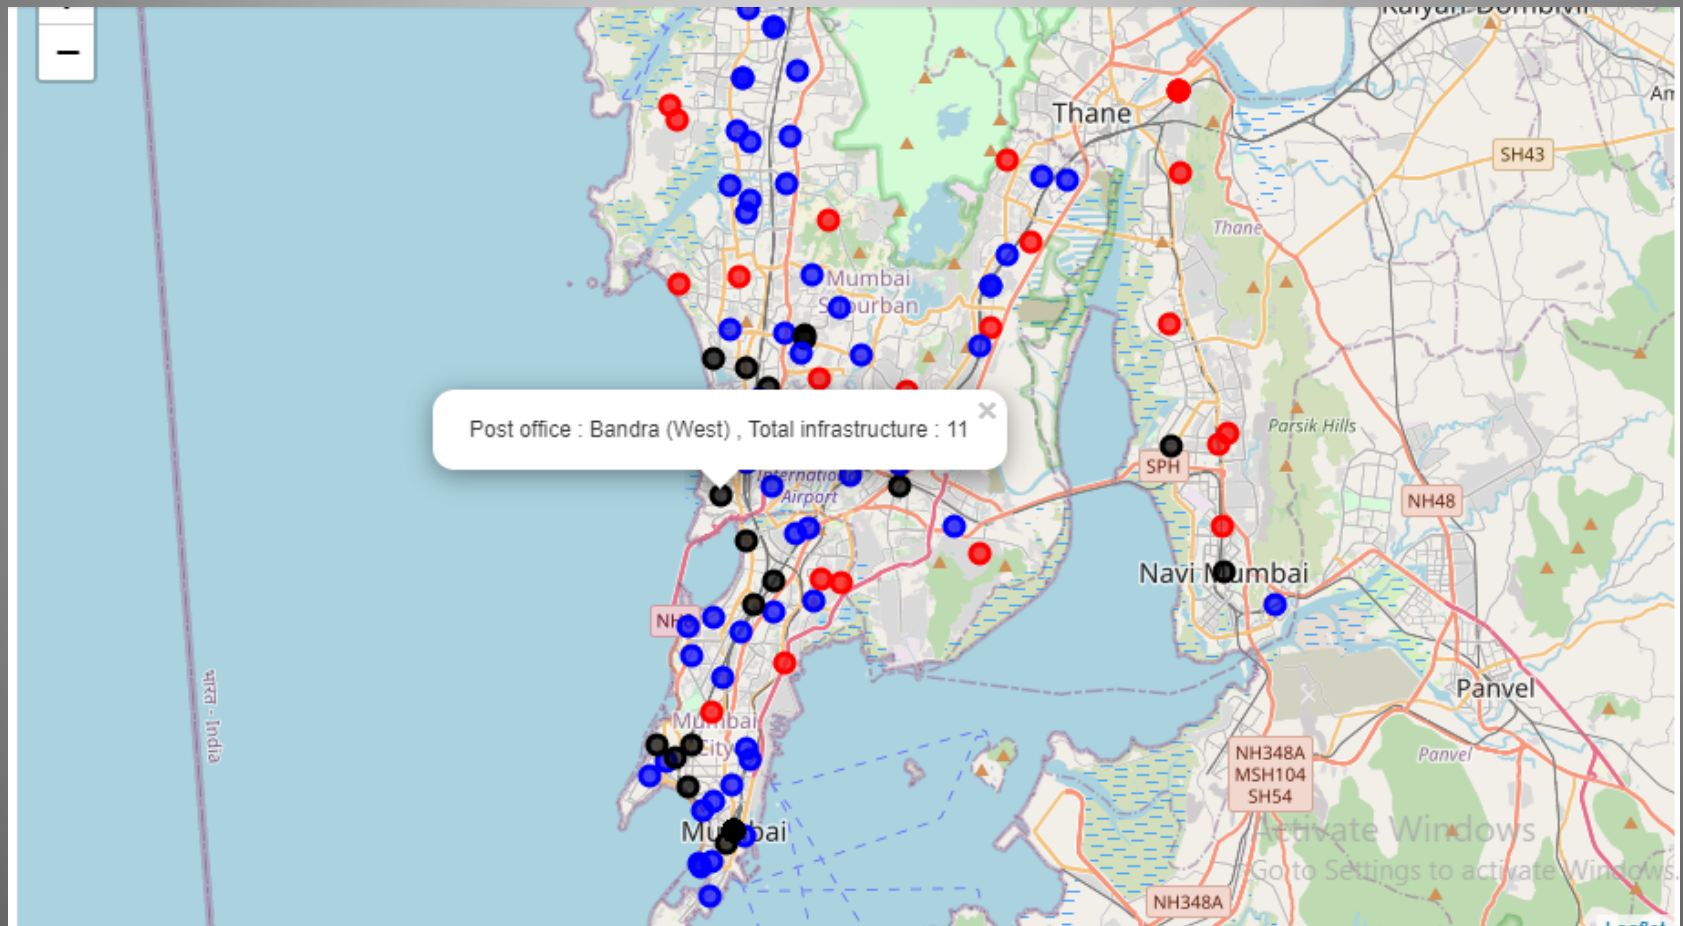 Kalyan-Dombivli
−
Thane
SH43
Thane
Mumbai
Suburban
Post office : Bandra (West) , Total infrastructure : 11
×
Parsik Hills
SPH
NH48
International
Airport
Navi Mumbai
भारत - India
Panvel
Mumbai
City
Panvel
NH348A
MSH104
SH54
Mumbai
Activate Windows
Go to Settings to activate Windows.
NH348A
Leaflet